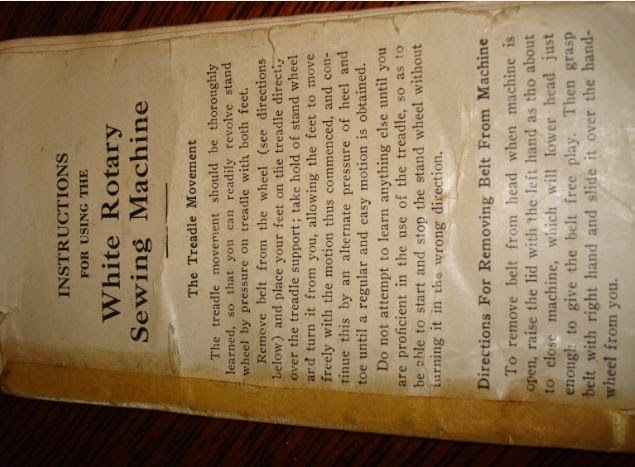 INSTRUCTIONS
FOR USING THE
White Rotary
Sewing Machine
The Treadle Movement
The treadle movement should be thoroughly
learned, so that you can readily revolve stand
wheel by pressure on treadle with both feet.
Remove belt from the wheel (see directions
below) and place your feet on the treadle directly
over the treadle support; take hold of stand wheel
and turn it from you, allowing the feet to move
freely with the motion thus commenced, and con-
tinue this by an alternate pressure of heel and
toe until a regular and easy motion is obtained.
Do not attempt to learn anything else until you
are proficient in the use of the treadle, so as to
be able to start and stop the stand wheel without
turning it in the wrong direction.
Directions For Removing Belt From Machine
To remove belt from head when machine is
open, raise the lid with the left hand as tho about
to close machine, which will lower head just
enough to give the belt free play. Then grasp
belt with right hand and slide it over the hand-
wheel from you.